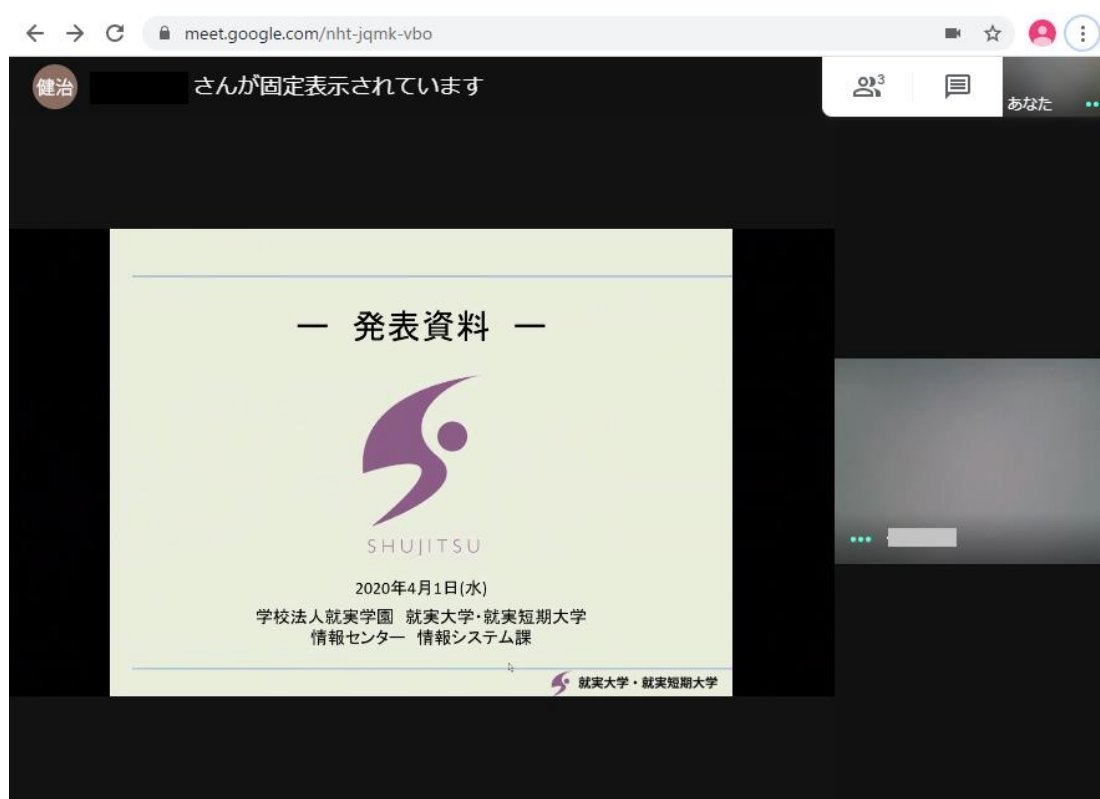 meet.google.com/nht-jqmk-vbo
健治
さんが固定表示されています
3
あなた
― 発表資料 ―
SHUJITSU
2020年4月1日(水)
学校法人就実学園 就実大学・就実短期大学
情報センター 情報システム課
就実大学・就実短期大学